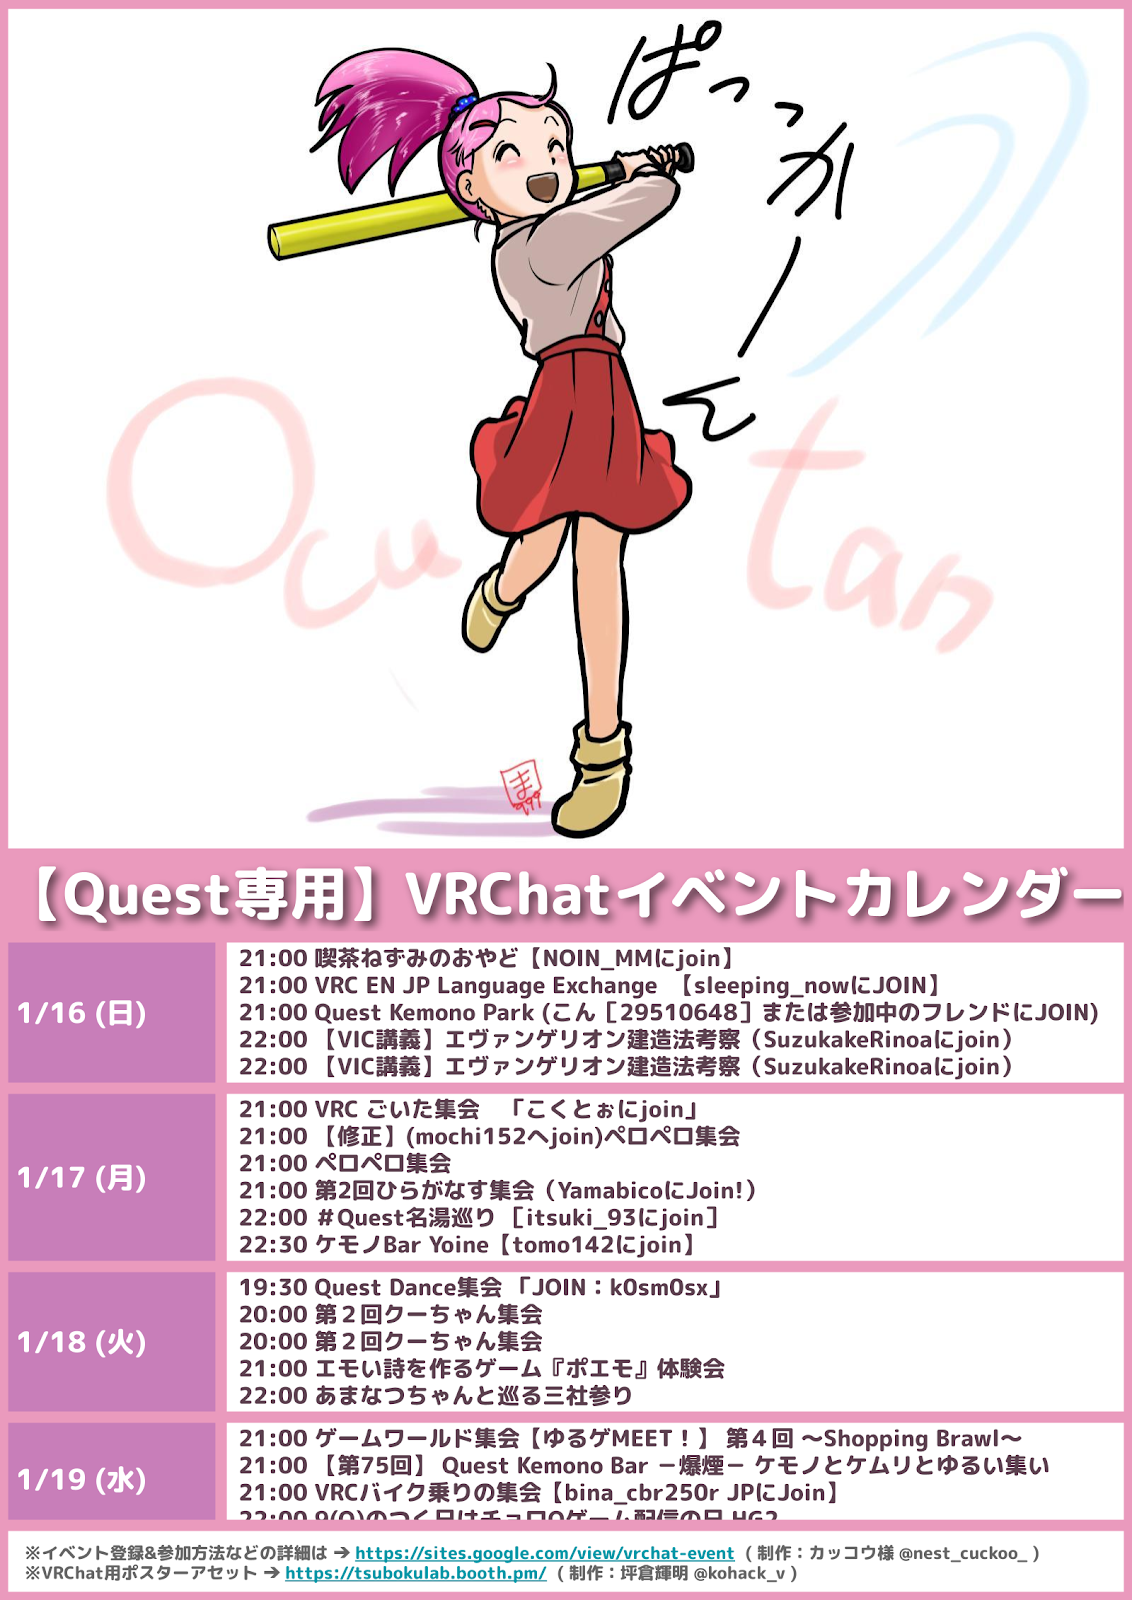 ぱっっかーん
Ocu tan
ま
999
【Quest専用】VRChatイベントカレンダー
1/16 (日)
21:00 喫茶ねずみのおやど【NOIN_MMにjoin】
21:00 VRC EN JP Language Exchange 【sleeping_nowにJOIN】
21:00 Quest Kemono Park (こん［29510648］または参加中のフレンドにJOIN)
22:00 【VIC講義】エヴァンゲリオン建造法考察（SuzukakeRinoaにjoin）
22:00 【VIC講義】エヴァンゲリオン建造法考察（SuzukakeRinoaにjoin）
1/17 (月)
21:00 VRC ごいた集会　「こくとぉにjoin」
21:00 【修正】(mochi152へjoin)ペロペロ集会
21:00 ペロペロ集会
21:00 第2回ひらがなす集会（YamabicoにJoin!）
22:00 ＃Quest名湯巡り ［itsuki_93にjoin］
22:30 ケモノBar Yoine【tomo142にjoin】
1/18 (火)
19:30 Quest Dance集会 「JOIN：k0sm0sx」
20:00 第２回クーちゃん集会
20:00 第２回クーちゃん集会
21:00 エモい詩を作るゲーム『ポエモ』体験会
22:00 あまなつちゃんと巡る三社参り
1/19 (水)
21:00 ゲームワールド集会【ゆるゲMEET！】 第４回 〜Shopping Brawl〜
21:00 【第75回】 Quest Kemono Bar －爆煙－ ケモノとケムリとゆるい集い
21:00 VRCバイク乗りの集会【bina_cbr250r JPにJoin】
22:00 9(Q)のつく日はチョロQゲーム配信の日 HG2
※イベント登録&参加方法などの詳細は ➔ https://sites.google.com/view/vrchat-event ( 制作：カッコウ様 @nest_cuckoo_ )
※VRChat用ポスターアセット ➔ https://tsubokulab.booth.pm/ ( 制作：坪倉輝明 @kohack_v )